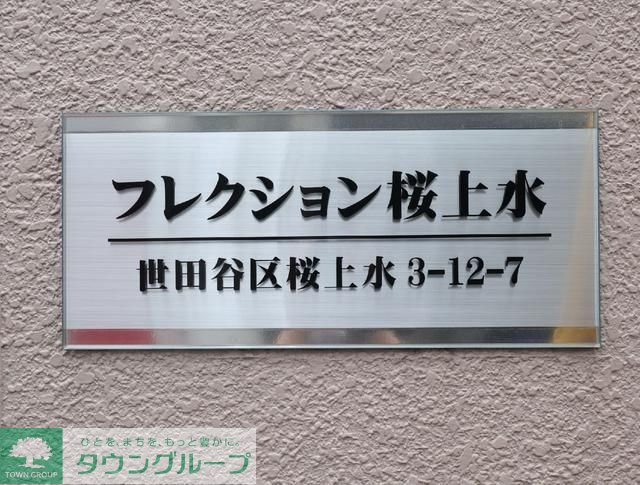 フレクション桜上水
世田谷区桜上水 3-12-7
ひとを、まちを、もっと豊かに。
タウングループ
TOWN GROUP